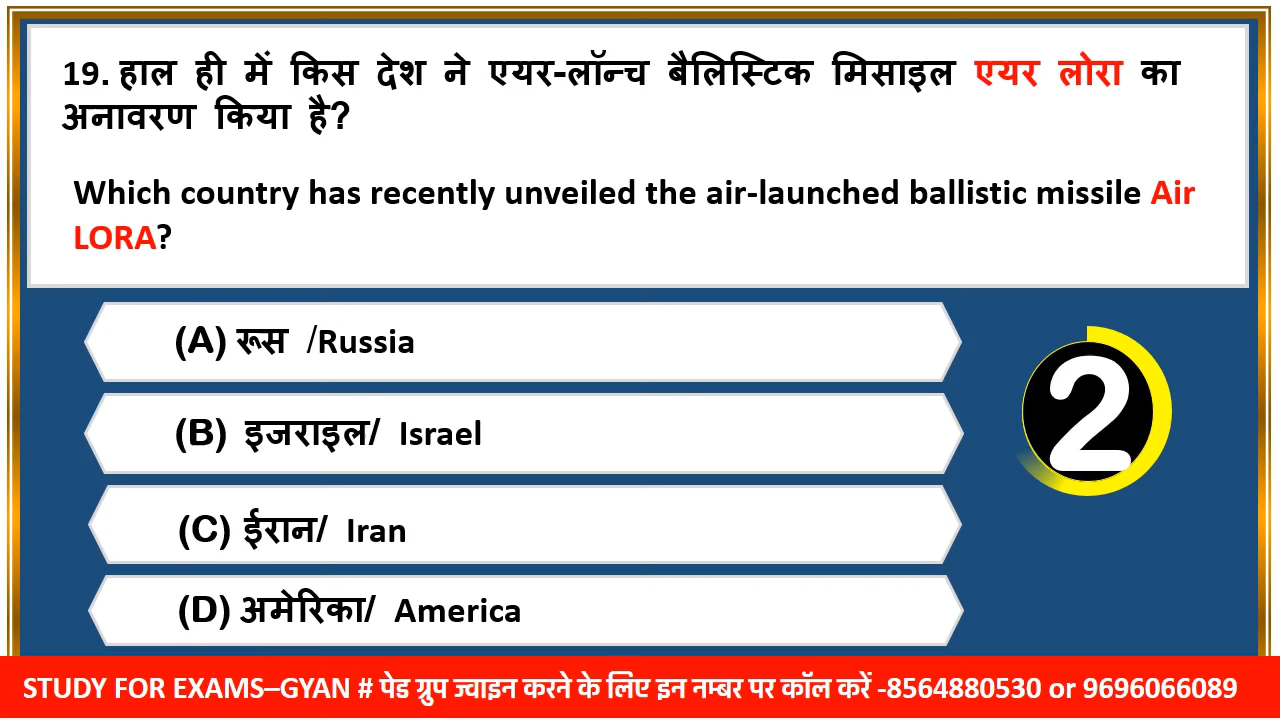 19. हाल ही में किस देश ने एयर-लॉन्च बैलिस्टिक मिसाइल एयर लोरा का
अनावरण किया है?
Which country has recently unveiled the air-launched ballistic missile Air
LORA?
(A) रूस /Russia
(B) इजराइल/ Israel
2
(C) ईरान/ Iran
(D) अमेरिका/ America
STUDY FOR EXAMS–GYAN # पेड ग्रुप ज्वाइन करने के लिए इन नम्बर पर कॉल करें -8564880530 or 9696066089